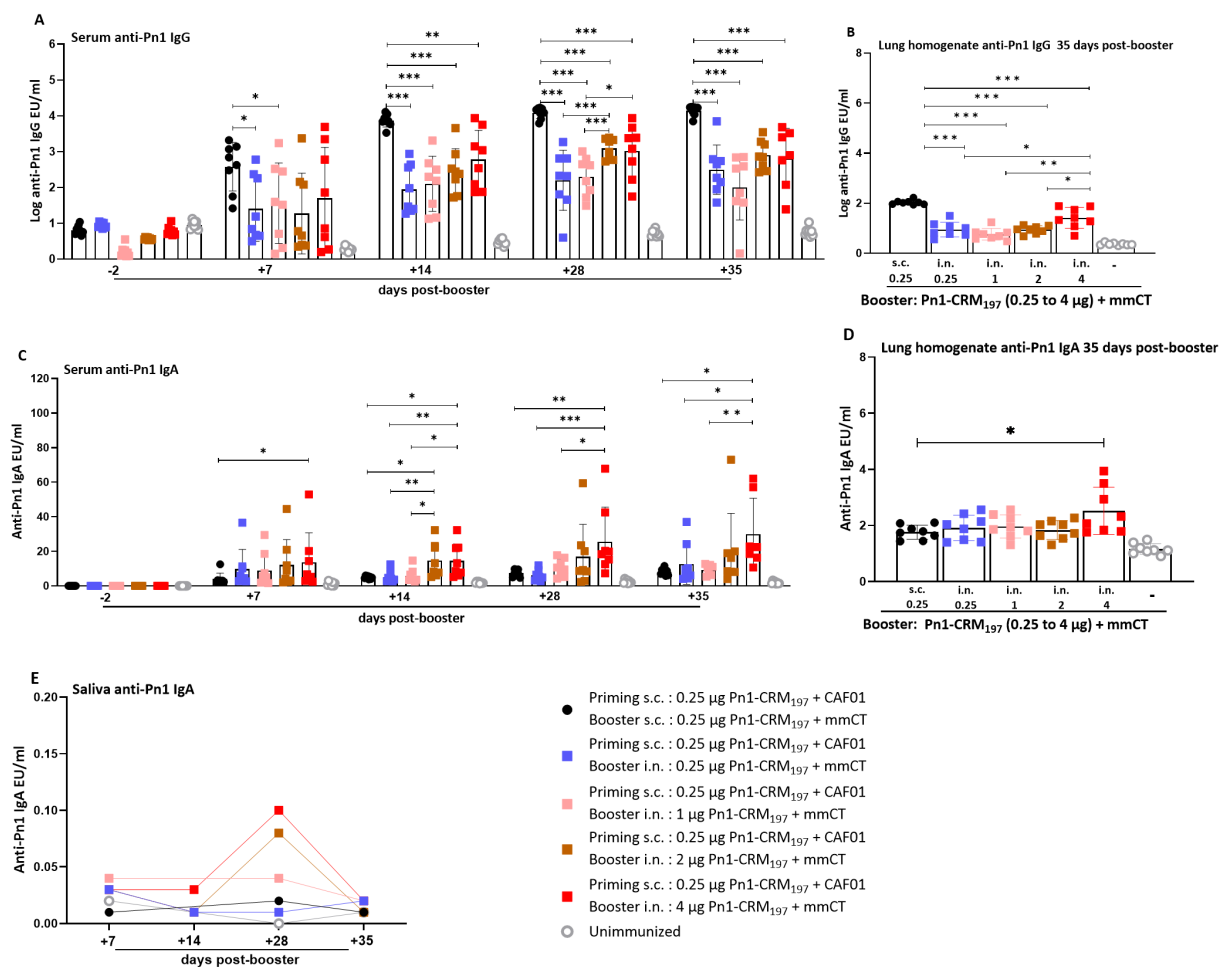 A
Serum anti-Pn1 IgG
Log anti-Pn1 IgG EU/ml
6
5
4
3
2
1
0
* *
** *** *** ***
*** *** *** *** *** *** *
*** *** *** ***
-2 +7 +14 +28 +35
days post-booster
B
Lung homogenate anti-Pn1 IgG 35 days post-booster
Log anti-Pn1 IgG EU/ml
8
6
4
2
0
***
***
***
*** *
**
*
s.c. i.n. i.n. i.n. i.n. -
0.25 0.25 1 2 4
Booster: Pn1-CRM197 (0.25 to 4 µg) + mmCT
C
Serum anti-Pn1 IgA
Anti-Pn1 IgA EU/ml
120
100
80
60
40
20
0
*
* ** * * ** *
** *** *
* * **
-2 +7 +14 +28 +35
days post-booster
D
Lung homogenate anti-Pn1 IgA 35 days post-booster
Anti-Pn1 IgA EU/ml
8
6
4
2
0
*
s.c. i.n. i.n. i.n. i.n. -
0.25 0.25 1 2 4
Booster: Pn1-CRM197 (0.25 to 4 µg) + mmCT
E
Saliva anti-Pn1 IgA
Anti-Pn1 IgA EU/ml
0.20
0.15
0.10
0.05
0.00
+7 +14 +28 +35
days post-booster
Priming s.c. : 0.25 µg Pn1-CRM197 + CAF01
Booster s.c. : 0.25 µg Pn1-CRM197 + mmCT
Priming s.c. : 0.25 µg Pn1-CRM197 + CAF01
Booster i.n. : 0.25 µg Pn1-CRM197 + mmCT
Priming s.c. : 0.25 µg Pn1-CRM197 + CAF01
Booster i.n. : 1 µg Pn1-CRM197 + mmCT
Priming s.c. : 0.25 µg Pn1-CRM197 + CAF01
Booster i.n. : 2 µg Pn1-CRM197 + mmCT
Priming s.c. : 0.25 µg Pn1-CRM197 + CAF01
Booster i.n. : 4 µg Pn1-CRM197 + mmCT
Unimmunized